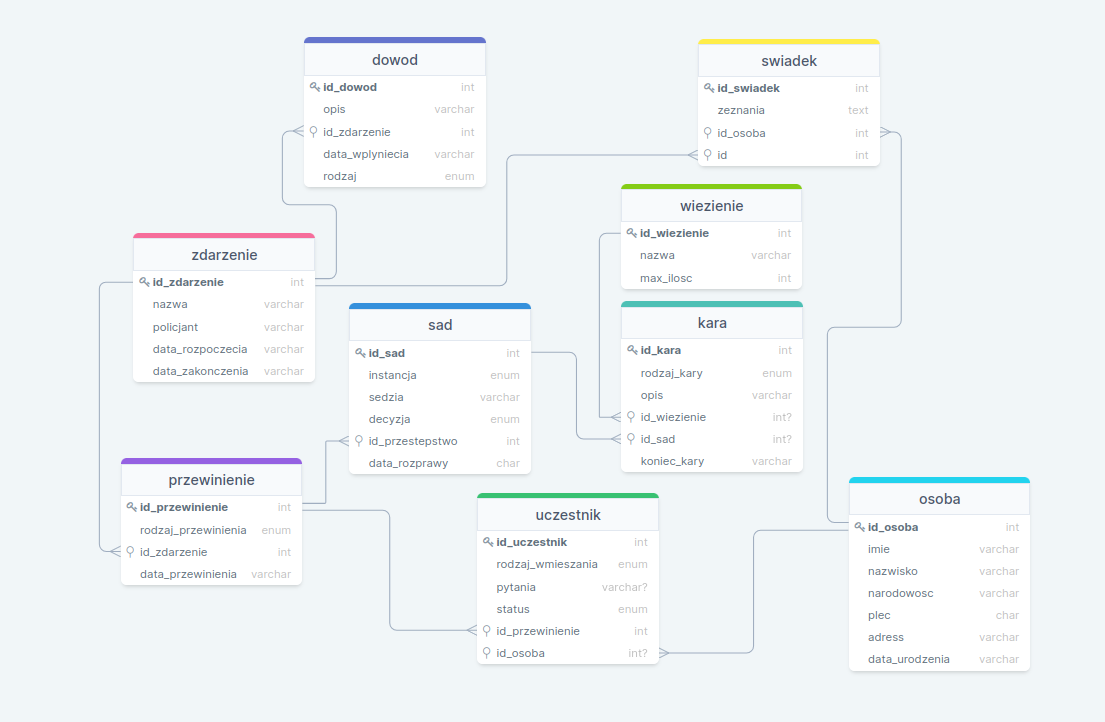 dowod
id_dowod int
opis varchar
id_zdarzenie int
data_wplyniecia varchar
rodzaj enum
swiadek
id_swiadek int
zeznania text
id_osoba int
id int
wiezienie
id_wiezienie int
nazwa varchar
max_ilosc int
zdarzenie
id_zdarzenie int
nazwa varchar
policjant varchar
data_rozpoczecia varchar
data_zakonczenia varchar
sad
id_sad int
instancja enum
sedzia varchar
decyzja enum
id_przestepstwo int
data_rozprawy char
kara
id_kara int
rodzaj_kary enum
opis varchar
id_wiezienie int?
id_sad int?
koniec_kary varchar
przewinienie
id_przewinienie int
rodzaj_przewinienia enum
id_zdarzenie int
data_przewinienia varchar
uczestnik
id_uczestnik int
rodzaj_wmieszania enum
pytania varchar?
status enum
id_przewinienie int
id_osoba int?
osoba
id_osoba int
imie varchar
nazwisko varchar
narodowosc varchar
plec char
adress varchar
data_urodzenia varchar